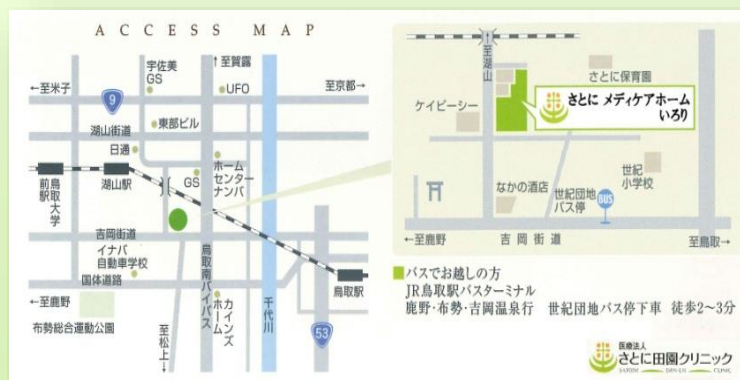 ACCESS MAP
宇佐美
GS
↑至賀露
UFO
←至米子
至京都→
9
湖山街道
東部ビル
日通
ホーム
センター
ナンバ
GS
鳥取大学
前駅
湖山駅
吉岡街道
イナバ
自動車学校
国体道路
←至鹿野
布勢総合運動公園
至松上↓
鳥取南バイパス
カインズ
ホーム
千代川
鳥取駅
53
至湖山
さとに保育園
ケイピーシー
さとに メディケアホーム
いろり
世紀
小学校
なかの酒店
世紀団地
バス停
BUS
←至鹿野
吉岡街道
至鳥取→
■バスでお越しの方
JR鳥取駅バスターミナル
鹿野・布勢・吉岡温泉行 世紀団地バス停下車 徒歩2～3分
医療法人
さとに田園クリニック
SATONI DEN-EN CLINIC